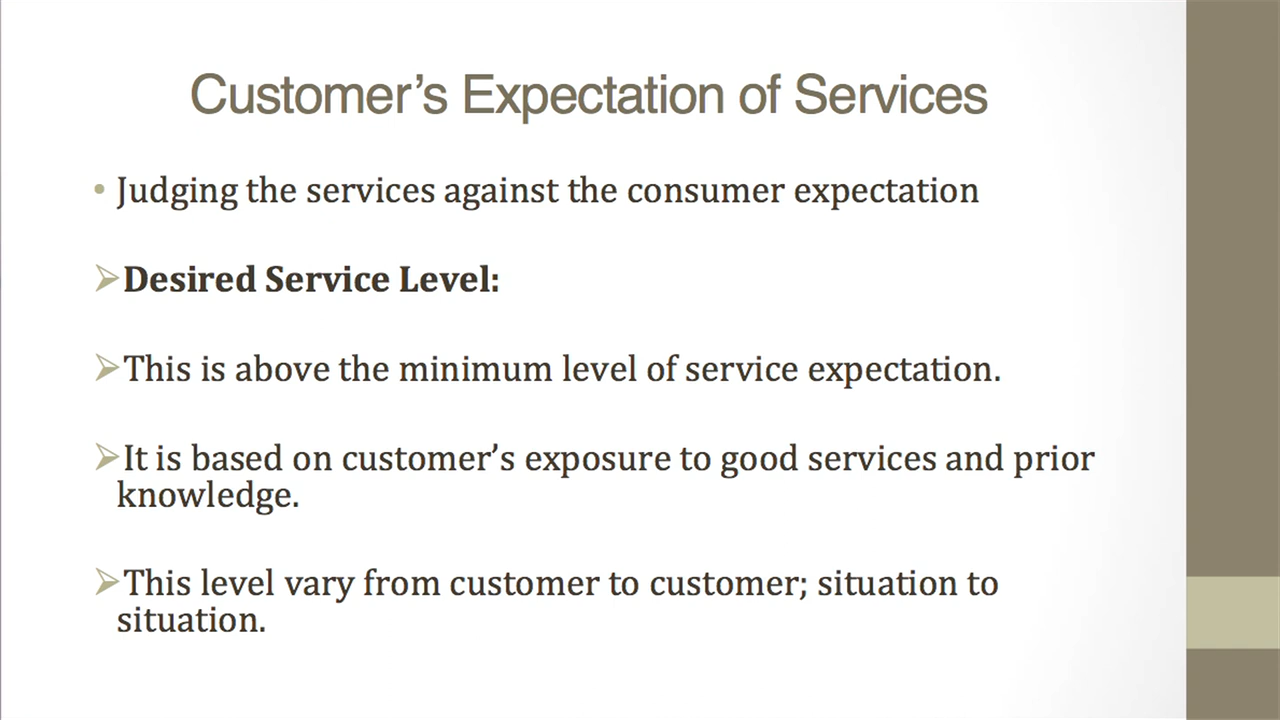 Customer’s Expectation of Services
• Judging the services against the consumer expectation
➢Desired Service Level:
➢This is above the minimum level of service expectation.
➢It is based on customer’s exposure to good services and prior
knowledge.
➢This level vary from customer to customer; situation to
situation.